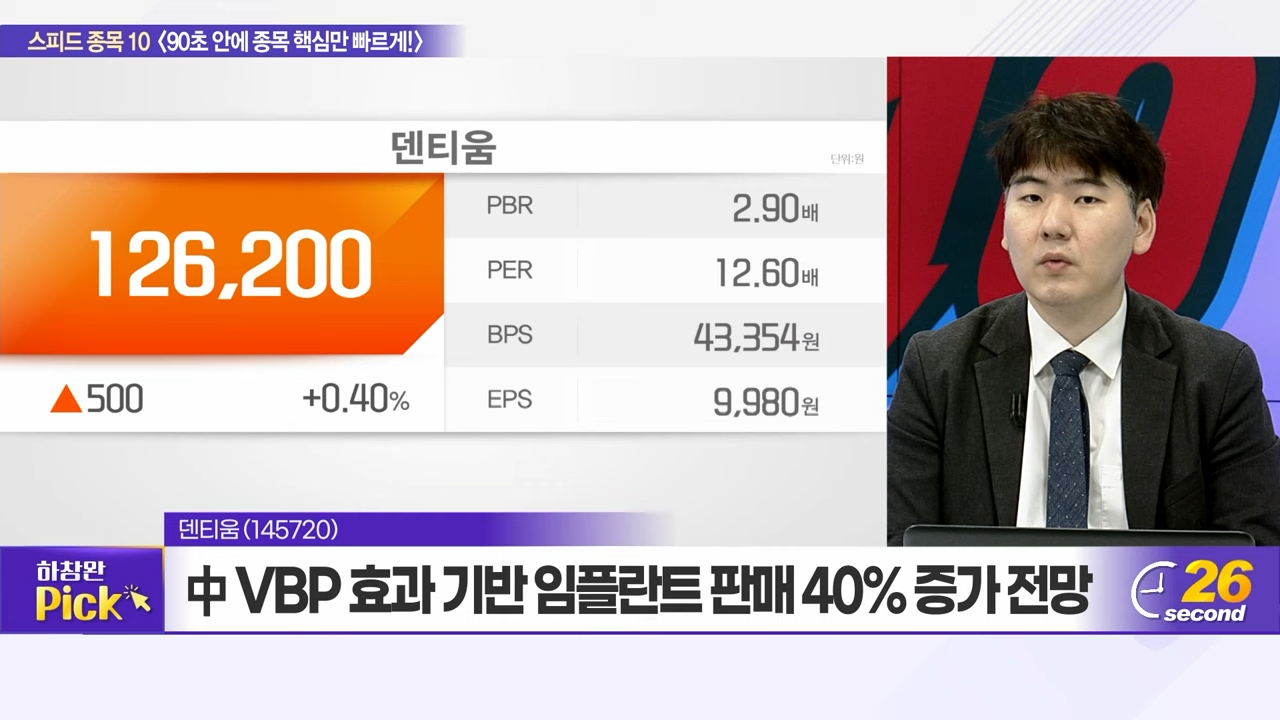 스피드 종목 10 〈90초 안에 종목 핵심만 빠르게!〉
덴티움
단위:원
126,200
▲500 +0.40%
PBR 2.90배
PER 12.60배
BPS 43,354원
EPS 9,980원
덴티움(145720)
하창완
Pick
中 VBP 효과 기반 임플란트 판매 40% 증가 전망
26
second